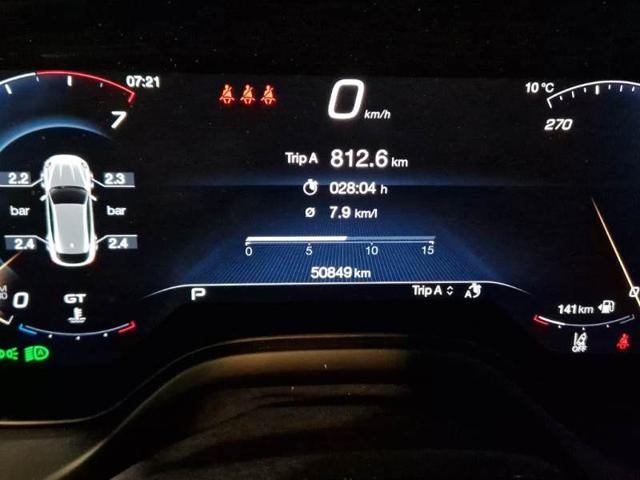 07:21
7
0 km/h
10 °C
270
Trip A 812.6 km
028:04 h
Ø 7.9 km/l
2.2 2.3
bar bar
2.4 2.4
0 5 10 15
50849 km
P
Trip A
A
0
GT
141 km
OFF
A